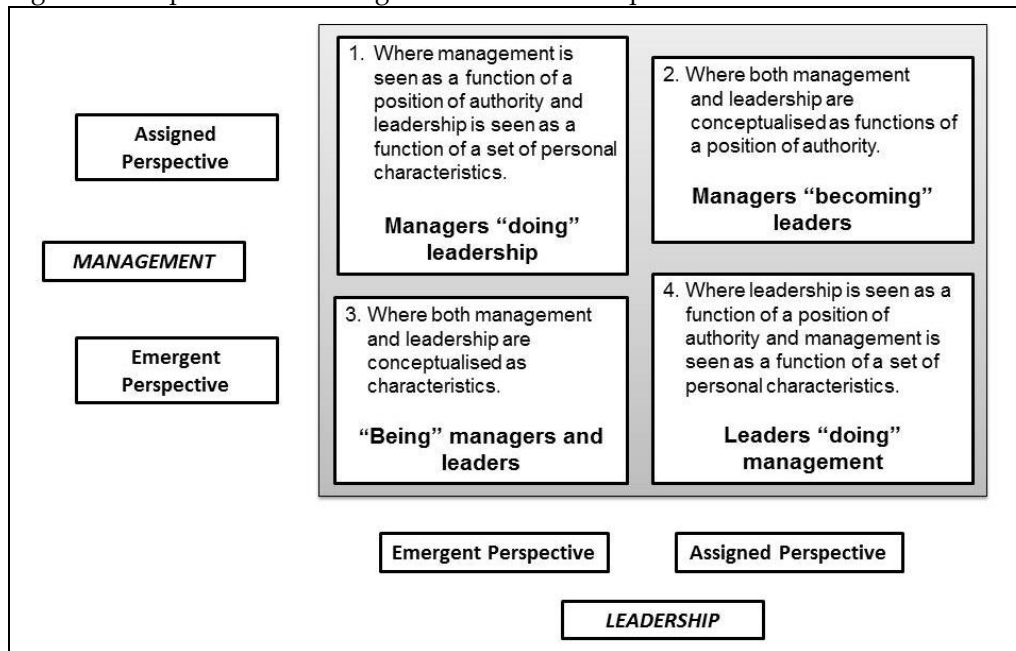 1. Where management is
seen as a function of a
position of authority and
leadership is seen as a
function of a set of personal
characteristics.
Managers “doing”
leadership
2. Where both management
and leadership are
conceptualised as functions of
a position of authority.
Managers “becoming”
leaders
Assigned
Perspective
MANAGEMENT
Emergent
Perspective
3. Where both management
and leadership are
conceptualised as
characteristics.
“Being” managers and
leaders
4. Where leadership is seen as a
function of a position of
authority and management is
seen as a function of a set of
personal characteristics.
Leaders “doing”
management
Emergent Perspective
Assigned Perspective
LEADERSHIP